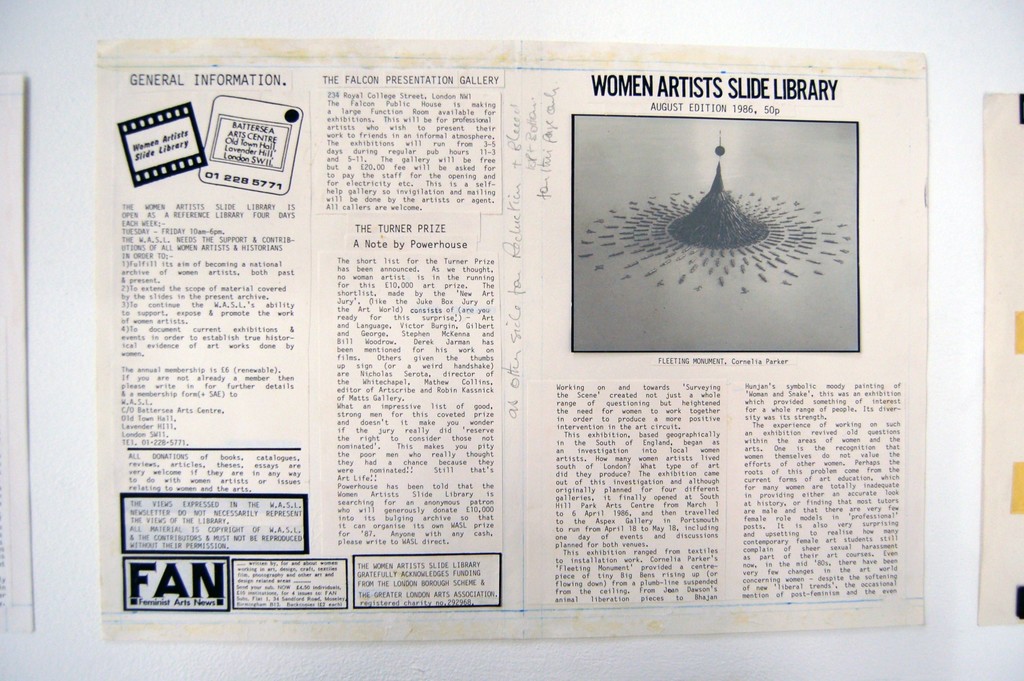 GENERAL INFORMATION.
Women Artists
Slide Library
BATTERSEA
ARTS CENTRE
Old Town Hall,
Lavender Hill,
London SW11.
01 228 5771
THE WOMEN ARTISTS SLIDE LIBRARY IS
OPEN AS A REFERENCE LIBRARY FOUR DAYS
EACH WEEK;-
TUESDAY - FRIDAY 10am-6pm.
THE W.A.S.L. NEEDS THE SUPPORT & CONTRIB-
UTIONS OF ALL WOMEN ARTISTS & HISTORIANS
IN ORDER TO;-
1)Fulfill its aim of becoming a national
archive of women artists, both past
& present.
2)To extend the scope of material covered
by the slides in the present archive.
3)To continue the W.A.S.L.'s ability
to support, expose & promote the work
of women artists.
4)To document current exhibitions &
events in order to establish true histor-
ical evidence of art works done by
women.
The annual membership is £6 (renewable).
If you are not already a member then
please write in for further details
& a membership form(+ SAE) to
W.A.S.L.
C/O Battersea Arts Centre,
Old Town Hall,
Lavender Hill,
London SW11.
TEL. 01-228-5771.
ALL DONATIONS of books, catalogues,
reviews, articles, theses, essays are
very welcome if they are in any way
to do with women artists or issues
relating to women and the arts.
THE VIEWS EXPRESSED IN THE W.A.S.L.
NEWSLETTER DO NOT NECESSARILY REPRESENT
THE VIEWS OF THE LIBRARY.
ALL MATERIAL IS COPYRIGHT OF W.A.S.L.
& THE CONTRIBUTORS & MUST NOT BE REPRODUCED
WITHOUT THEIR PERMISSION.
FAN
Feminist Arts News
... written by, for and about women
working in art, design, craft, textiles
film, photography and other art and
design related areas ...
Send your sub. NOW £4.50 individuals,
£10 institutions, for 4 issues to: FAN
Subs, Flat 1, 54 Sandford Road, Moseley,
Birmingham B13.
THE FALCON PRESENTATION GALLERY
234 Royal College Street, London NW1
The Falcon Public House is making
a large Function Room available for
exhibitions. This will be for professional
artists who wish to present their
work to friends in an informal atmosphere.
The exhibitions will run from 3-5
days during regular pub hours 11-3
and 5-11. The gallery will be free
but a £20.00 fee will be asked for
to pay the staff for the opening and
for electricity etc. This is a self-
help gallery so invigilation and mailing
will be done by the artists or agent.
All callers are welcome.
THE TURNER PRIZE
A Note by Powerhouse
The short list for the Turner Prize
has been announced. As we thought,
no woman artist is in the running
for this £10,000 art prize. The
shortlist, made by the 'New Art
Jury', (like the Juke Box Jury of
the Art World) consists of (are you
ready for this surprise!) - Art
and Language, Victor Burgin, Gilbert
and George, Stephen McKenna and
Bill Woodrow. Derek Jarman has
been mentioned for his work on
films. Others given the thumbs
up sign (or a weird handshake)
are Nicholas Serota, director of
the Whitechapel, Mathew Collins,
editor of Artscribe and Robin Kassnick
of Matts Gallery.
What an impressive list of good,
strong men for this coveted prize
and doesn't it make you wonder
if the jury really did 'reserve
the right to consider those not
nominated'. This makes you pity
the poor men who really thought
they had a chance because they
were nominated!! Still that's
Art Life!!
Powerhouse has been told that the
Women Artists Slide Library is
searching for an anonymous patron
who will generously donate £10,000
into its bulging archive so that
it can organise its own WASL prize
for '87. Anyone with any cash,
please write to WASL direct.
THE WOMEN ARTISTS SLIDE LIBRARY
GRATEFULLY ACKNOWLEDGES FUNDING
FROM THE LONDON BOROUGH SCHEME &
THE GREATER LONDON ARTS ASSOCIATION.
registered charity no.292968.
WOMEN ARTISTS SLIDE LIBRARY
AUGUST EDITION 1986, 50p
FLEETING MONUMENT, Cornelia Parker
Working on and towards 'Surveying
the Scene' created not just a whole
range of questioning but heightened
the need for women to work together
in order to produce a more positive
intervention in the art circuit.
This exhibition, based geographically
in the South of England, began as
an investigation into local women
artists. How many women artists lived
south of London? What type of art
did they produce? The exhibition came
out of this investigation and although
originally planned for four different
galleries, it finally opened at South
Hill Park Arts Centre from March 1
to 6 April 1986, and then travelled
to the Aspex Gallery in Portsmouth
to run from April 18 to May 18, including
one day of events and discussions
planned for both venues.
This exhibition ranged from textiles
to installation work. Cornelia Parker's
'Fleeting Monument' provided a centre-
piece of tiny Big Bens rising up (or
flowing down) from a plumb-line suspended
from the ceiling. From Jean Dawson's
animal liberation pieces to Bhajan
Hunjan's symbolic moody painting of
'Woman and Snake', this was an exhibition
which provided something of interest
for a whole range of people. Its diver-
sity was its strength.
The experience of working on such
an exhibition revived old questions
within the areas of women and the
arts. One is the recognition that
women themselves do not value the
efforts of other women. Perhaps the
roots of this problem come from the
current forms of art education, which
for many women are totally inadequate
in providing either an accurate look
at history, or finding that most tutors
are male and that there are very few
female role models in 'professional'
posts. It is also very surprising
and upsetting to realise how many
contemporary female art students still
complain of sheer sexual harassment
as part of their art courses. Even
now, in the mid '80s, there have been
very few changes in the art world
concerning women - despite the softening
of new 'liberal trends', the occasional
mention of post-feminism and the even